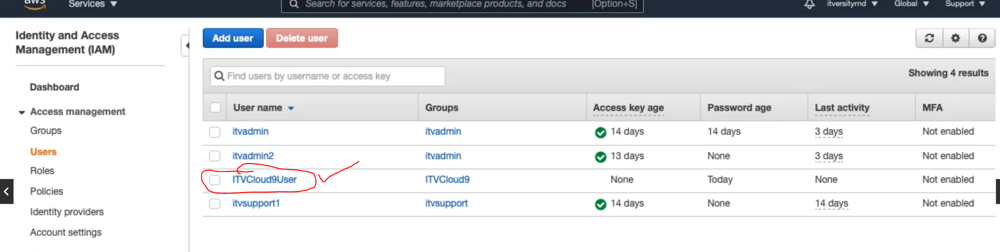 aws Services Search for services, features, marketplace products, and docs [Option+S] itversityrnd Global Support
Identity and Access
Management (IAM)
Dashboard
Access management
Groups
Users
Roles
Policies
Identity providers
Account settings
Add user Delete user
Find users by username or access key Showing 4 results
User name Groups Access key age Password age Last activity MFA
itvadmin itvadmin 14 days 14 days 3 days Not enabled
itvadmin2 itvadmin 13 days None 3 days Not enabled
ITVCloud9User ITVCloud9 None Today None Not enabled
itvsupport1 itvsupport 14 days None 14 days Not enabled